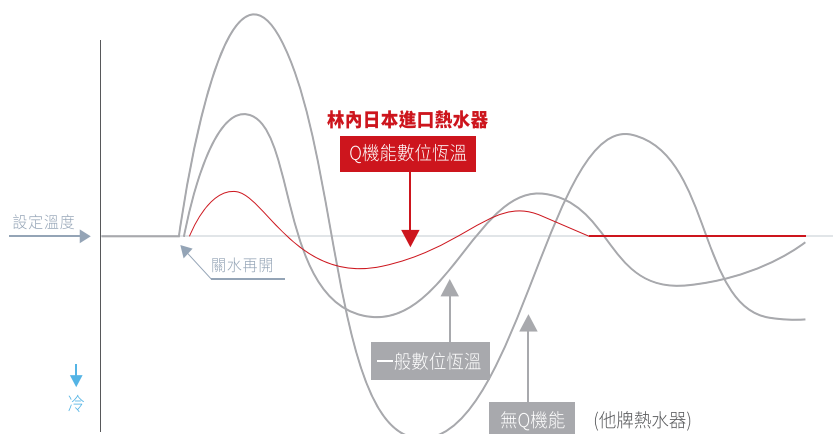 林內日本進口熱水器
Q機能數位恆溫
設定溫度
關水再開
一般數位恆溫
冷
無Q機能 (他牌熱水器)